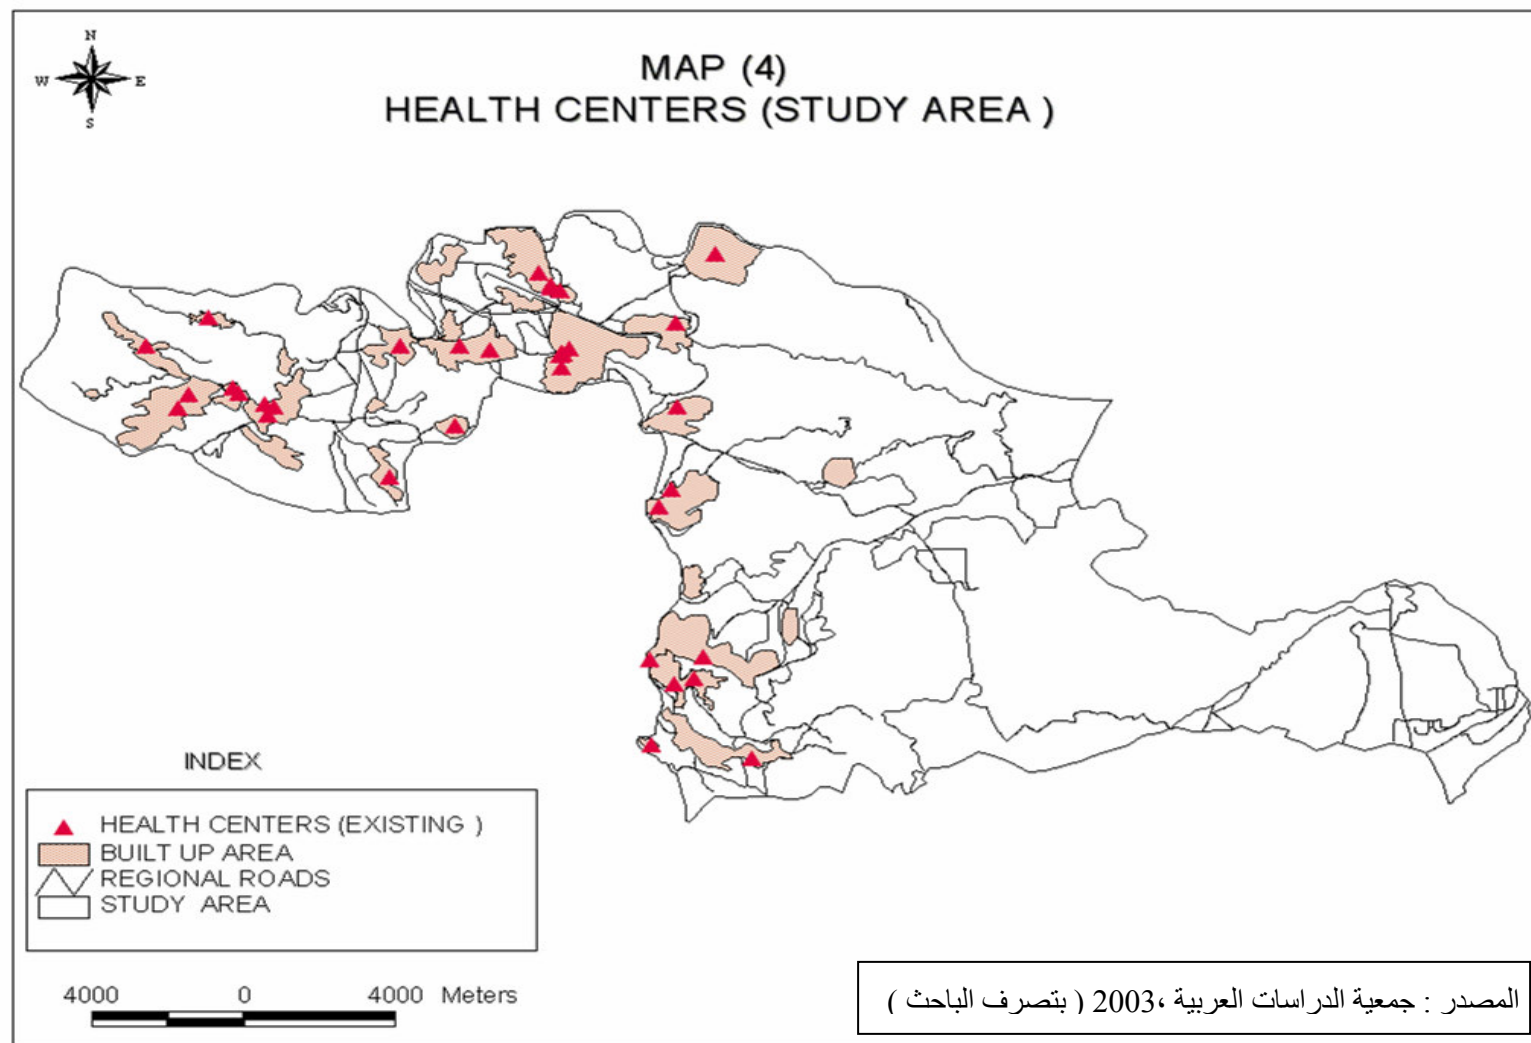 N
W E
S
MAP (4)
HEALTH CENTERS (STUDY AREA )
INDEX
HEALTH CENTERS (EXISTING )
BUILT UP AREA
REGIONAL ROADS
STUDY AREA
4000 0 4000 Meters
المصدر : جمعية الدراسات العربية ،2003 ( بتصرف الباحث )